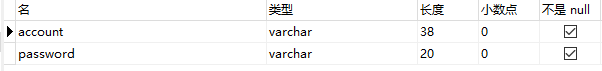 名 类型 长度 小数点 不是 null
account varchar 38 0
password varchar 20 0